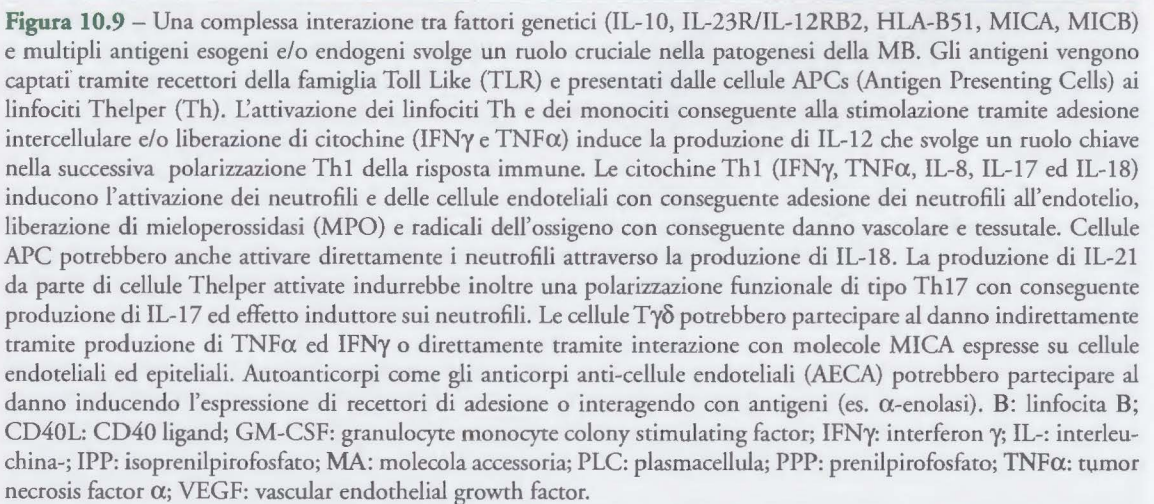 Figura 10.9 – Una complessa interazione tra fattori genetici (IL-10, IL-23R/IL-12RB2, HLA-B51, MICA, MICB)
e multipli antigeni esogeni e/o endogeni svolge un ruolo cruciale nella patogenesi della MB. Gli antigeni vengono
captati tramite recettori della famiglia Toll Like (TLR) e presentati dalle cellule APCs (Antigen Presenting Cells) ai
linfociti Thelper (Th). L'attivazione dei linfociti Th e dei monociti conseguente alla stimolazione tramite adesione
intercellulare e/o liberazione di citochine (IFNγ e TNFα) induce la produzione di IL-12 che svolge un ruolo chiave
nella successiva polarizzazione Th1 della risposta immune. Le citochine Th1 (IFNγ, TNFα, IL-8, IL-17 ed IL-18)
inducono l'attivazione dei neutrofili e delle cellule endoteliali con conseguente adesione dei neutrofili all'endotelio,
liberazione di mieloperossidasi (MPO) e radicali dell'ossigeno con conseguente danno vascolare e tessutale. Cellule
APC potrebbero anche attivare direttamente i neutrofili attraverso la produzione di IL-18. La produzione di IL-21
da parte di cellule Thelper attivate indurrebbe inoltre una polarizzazione funzionale di tipo Th17 con conseguente
produzione di IL-17 ed effetto induttore sui neutrofili. Le cellule Tγδ potrebbero partecipare al danno indirettamente
tramite produzione di TNFα ed IFNγ o direttamente tramite interazione con molecole MICA espresse su cellule
endoteliali ed epiteliali. Autoanticorpi come gli anticorpi anti-cellule endoteliali (AECA) potrebbero partecipare al
danno inducendo l'espressione di recettori di adesione o interagendo con antigeni (es. α-enolasi). B: linfocita B;
CD40L: CD40 ligand; GM-CSF: granulocyte monocyte colony stimulating factor; IFNγ: interferon γ; IL-: interleu-
china-; IPP: isoprenilpirofosfato; MA: molecola accessoria; PLC: plasmacellula; PPP: prenilpirofosfato; TNFα: tumor
necrosis factor α; VEGF: vascular endothelial growth factor.